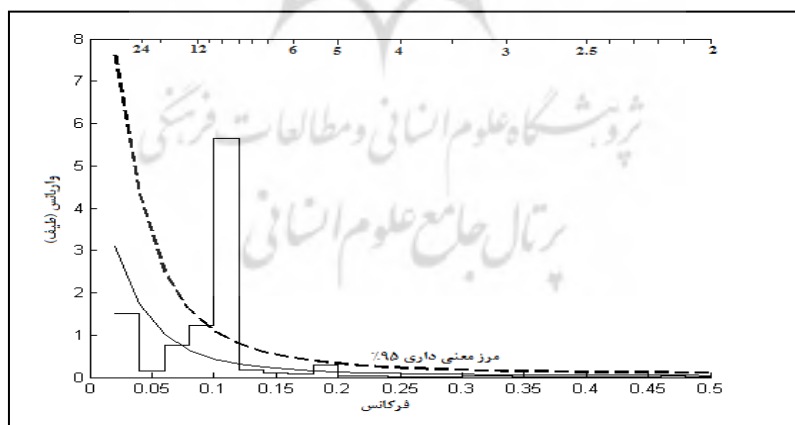 24 12 6 5 4 3 2.5 2
8
7
6
5
4
3
2
1
0
واریانس (طیف)
پژوهشگاه علوم انسانی و مطالعات فرهنگی
پرتال جامع علوم انسانی
مرز معنی داری ۹۵٪
0 0.05 0.1 0.15 0.2 0.25 0.3 0.35 0.4 0.45 0.5
فرکانس